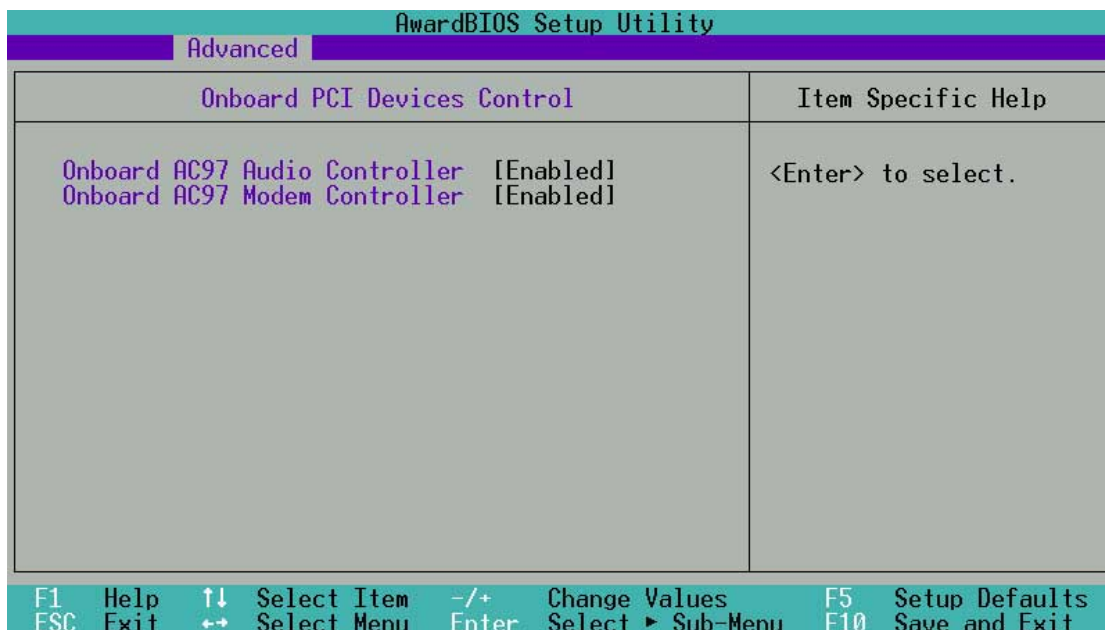 AwardBIOS Setup Utility
Advanced
Onboard PCI Devices Control
Item Specific Help
Onboard AC97 Audio Controller [Enabled]
Onboard AC97 Modem Controller [Enabled]
<Enter> to select.
F1 Help ↑↓ Select Item -/+ Change Values F5 Setup Defaults
ESC Exit ←→ Select Menu Enter Select ► Sub-Menu F10 Save and Exit